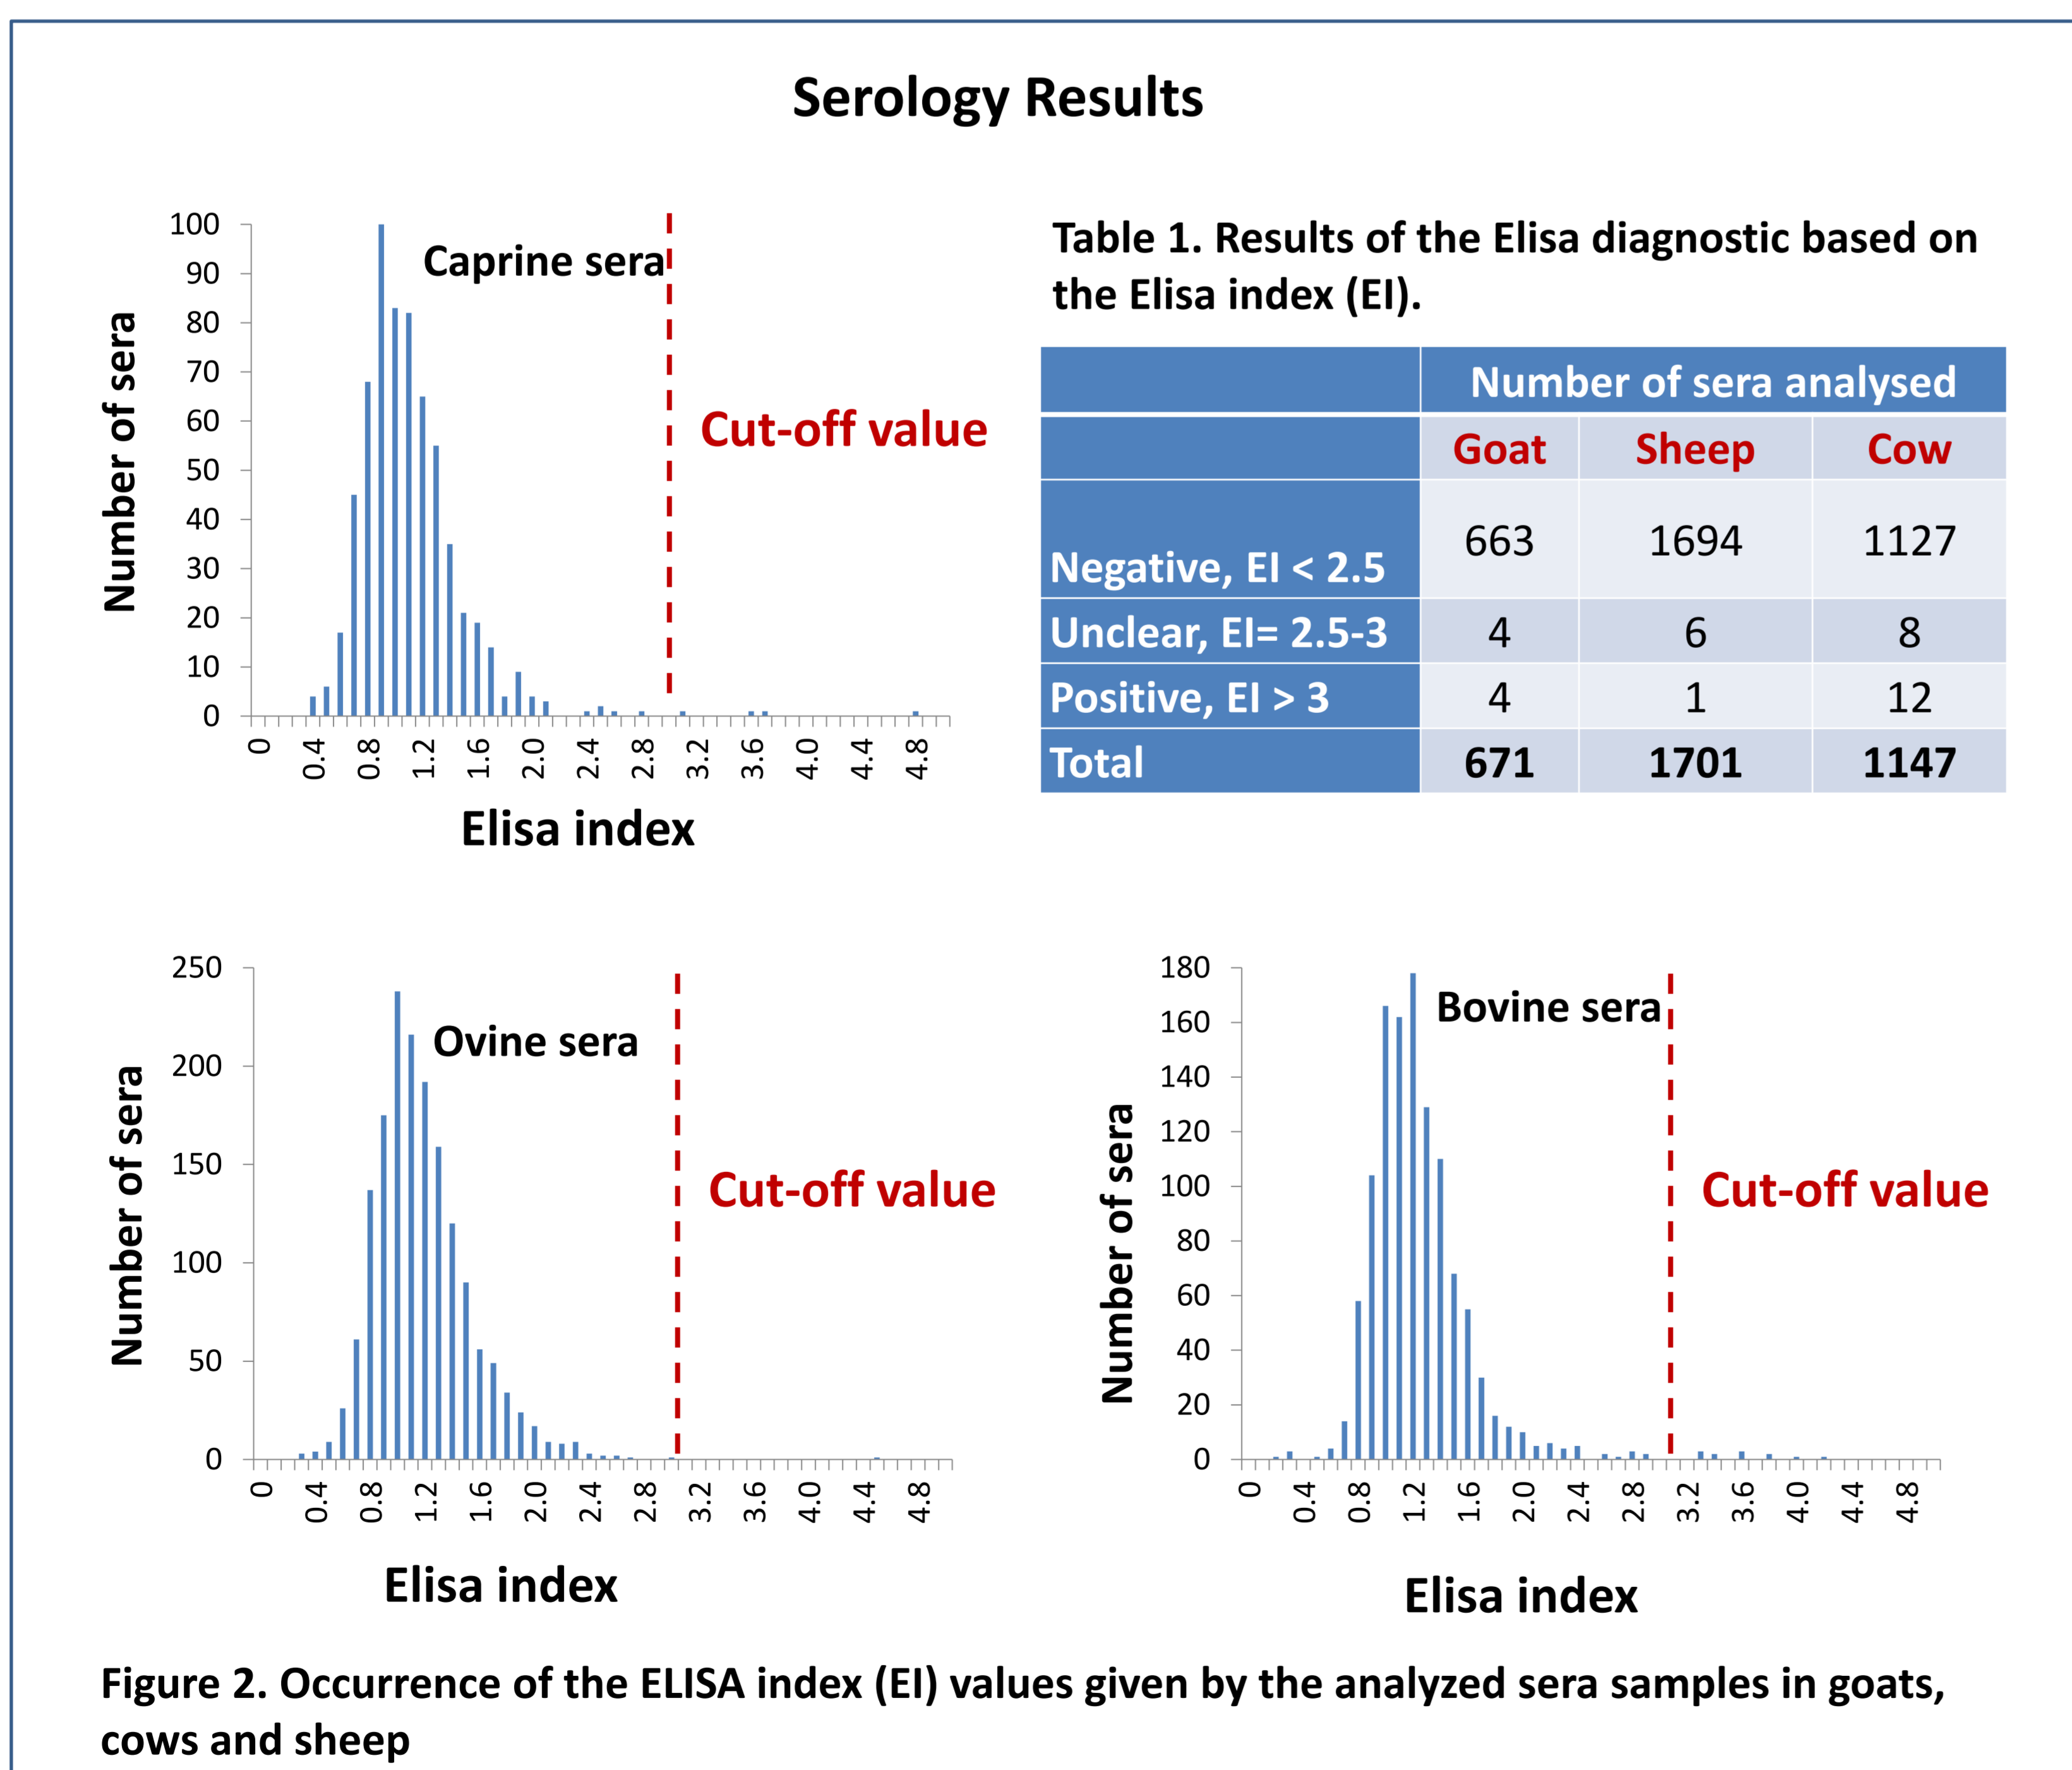 Serology Results
100
90
80
70
60
50
40
30
20
10
0
Number of sera
Caprine sera
Cut-off value
0 0.4 0.8 1.2 1.6 2.0 2.4 2.8 3.2 3.6 4.0 4.4 4.8
Elisa index
Table 1. Results of the Elisa diagnostic based on
the Elisa index (EI).
Number of sera analysed
Goat Sheep Cow
Negative, EI < 2.5 663 1694 1127
Unclear, EI= 2.5-3 4 6 8
Positive, EI > 3 4 1 12
Total 671 1701 1147
250
200
150
100
50
0
Number of sera
Ovine sera
Cut-off value
0 0.4 0.8 1.2 1.6 2.0 2.4 2.8 3.2 3.6 4.0 4.4 4.8
Elisa index
180
160
140
120
100
80
60
40
20
0
Number of sera
Bovine sera
Cut-off value
0 0.4 0.8 1.2 1.6 2.0 2.4 2.8 3.2 3.6 4.0 4.4 4.8
Elisa index
Figure 2. Occurrence of the ELISA index (EI) values given by the analyzed sera samples in goats,
cows and sheep